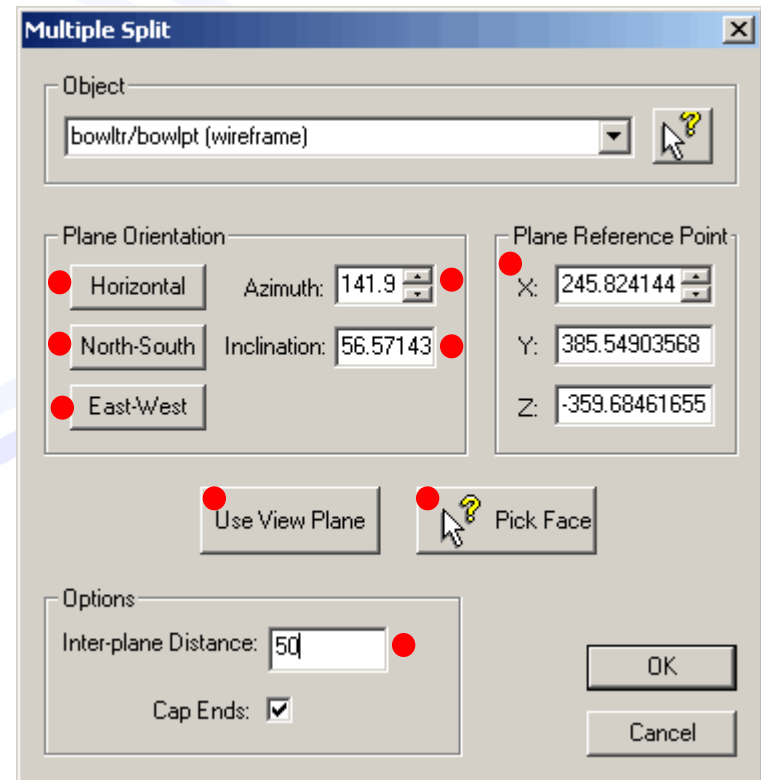 Multiple Split
Object
bowltr/bowlpt (wireframe)
Plane Orientation
Horizontal
Azimuth: 141.9
North-South
Inclination: 56.57143
East-West
Plane Reference Point
X: 245.824144
Y: 385.54903568
Z: -359.68461655
Use View Plane
Pick Face
Options
Inter-plane Distance: 50
Cap Ends:
OK
Cancel